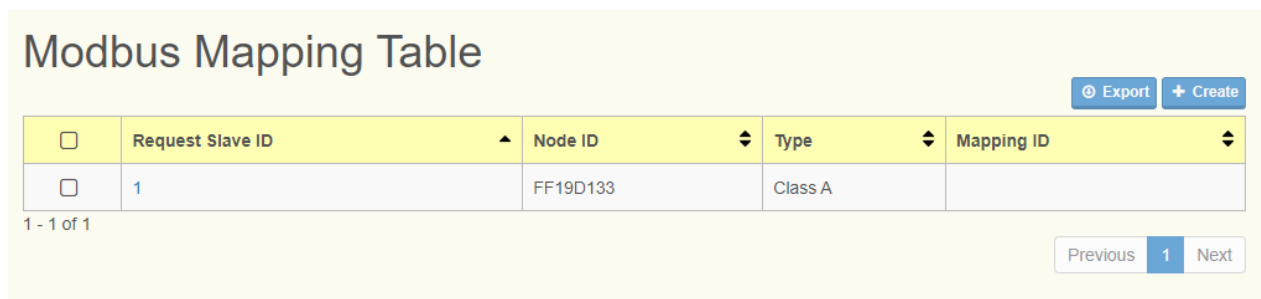 Modbus Mapping Table
Export Create
Request Slave ID Node ID Type Mapping ID
1 FF19D133 Class A
1 - 1 of 1
Previous 1 Next